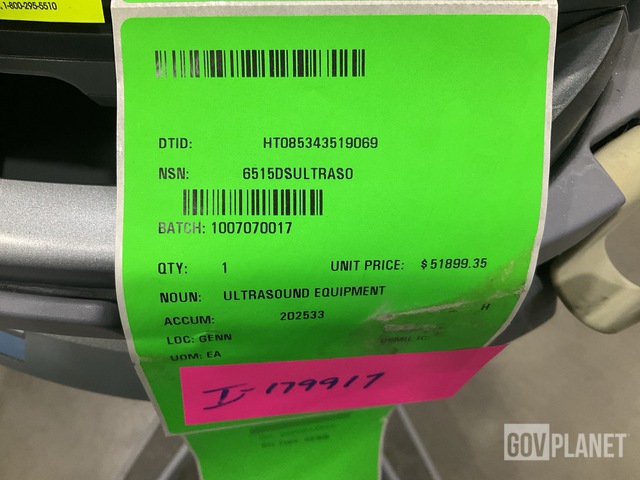 1-800-295-5510
DTID: HT085343519069
NSN: 6515DSULTRASO
BATCH: 1007070017
QTY: 1 UNIT PRICE: $51899.35
NOUN: ULTRASOUND EQUIPMENT
ACCUM: 202533 H
LOC: GENN
UOM: EA
I-179917
GOVPLANET